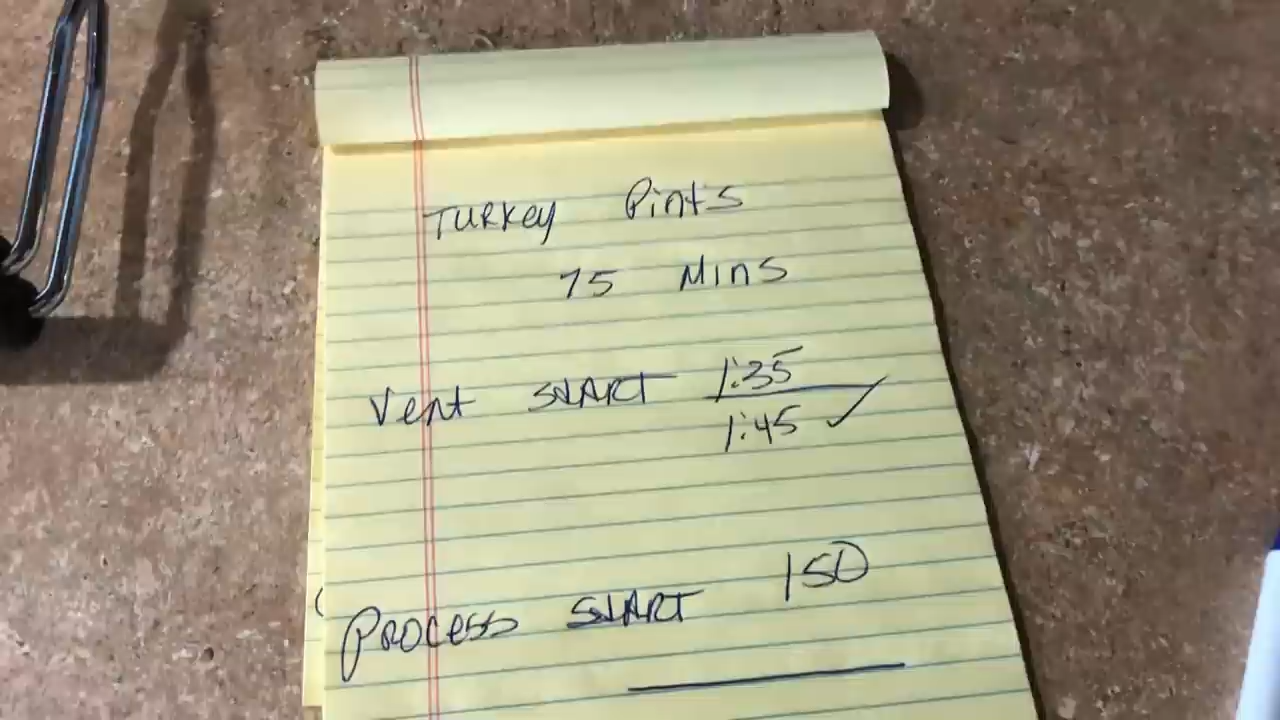 Turkey Pints
75 Mins
Vent START 1:35
1:45 ✓
Process START 150